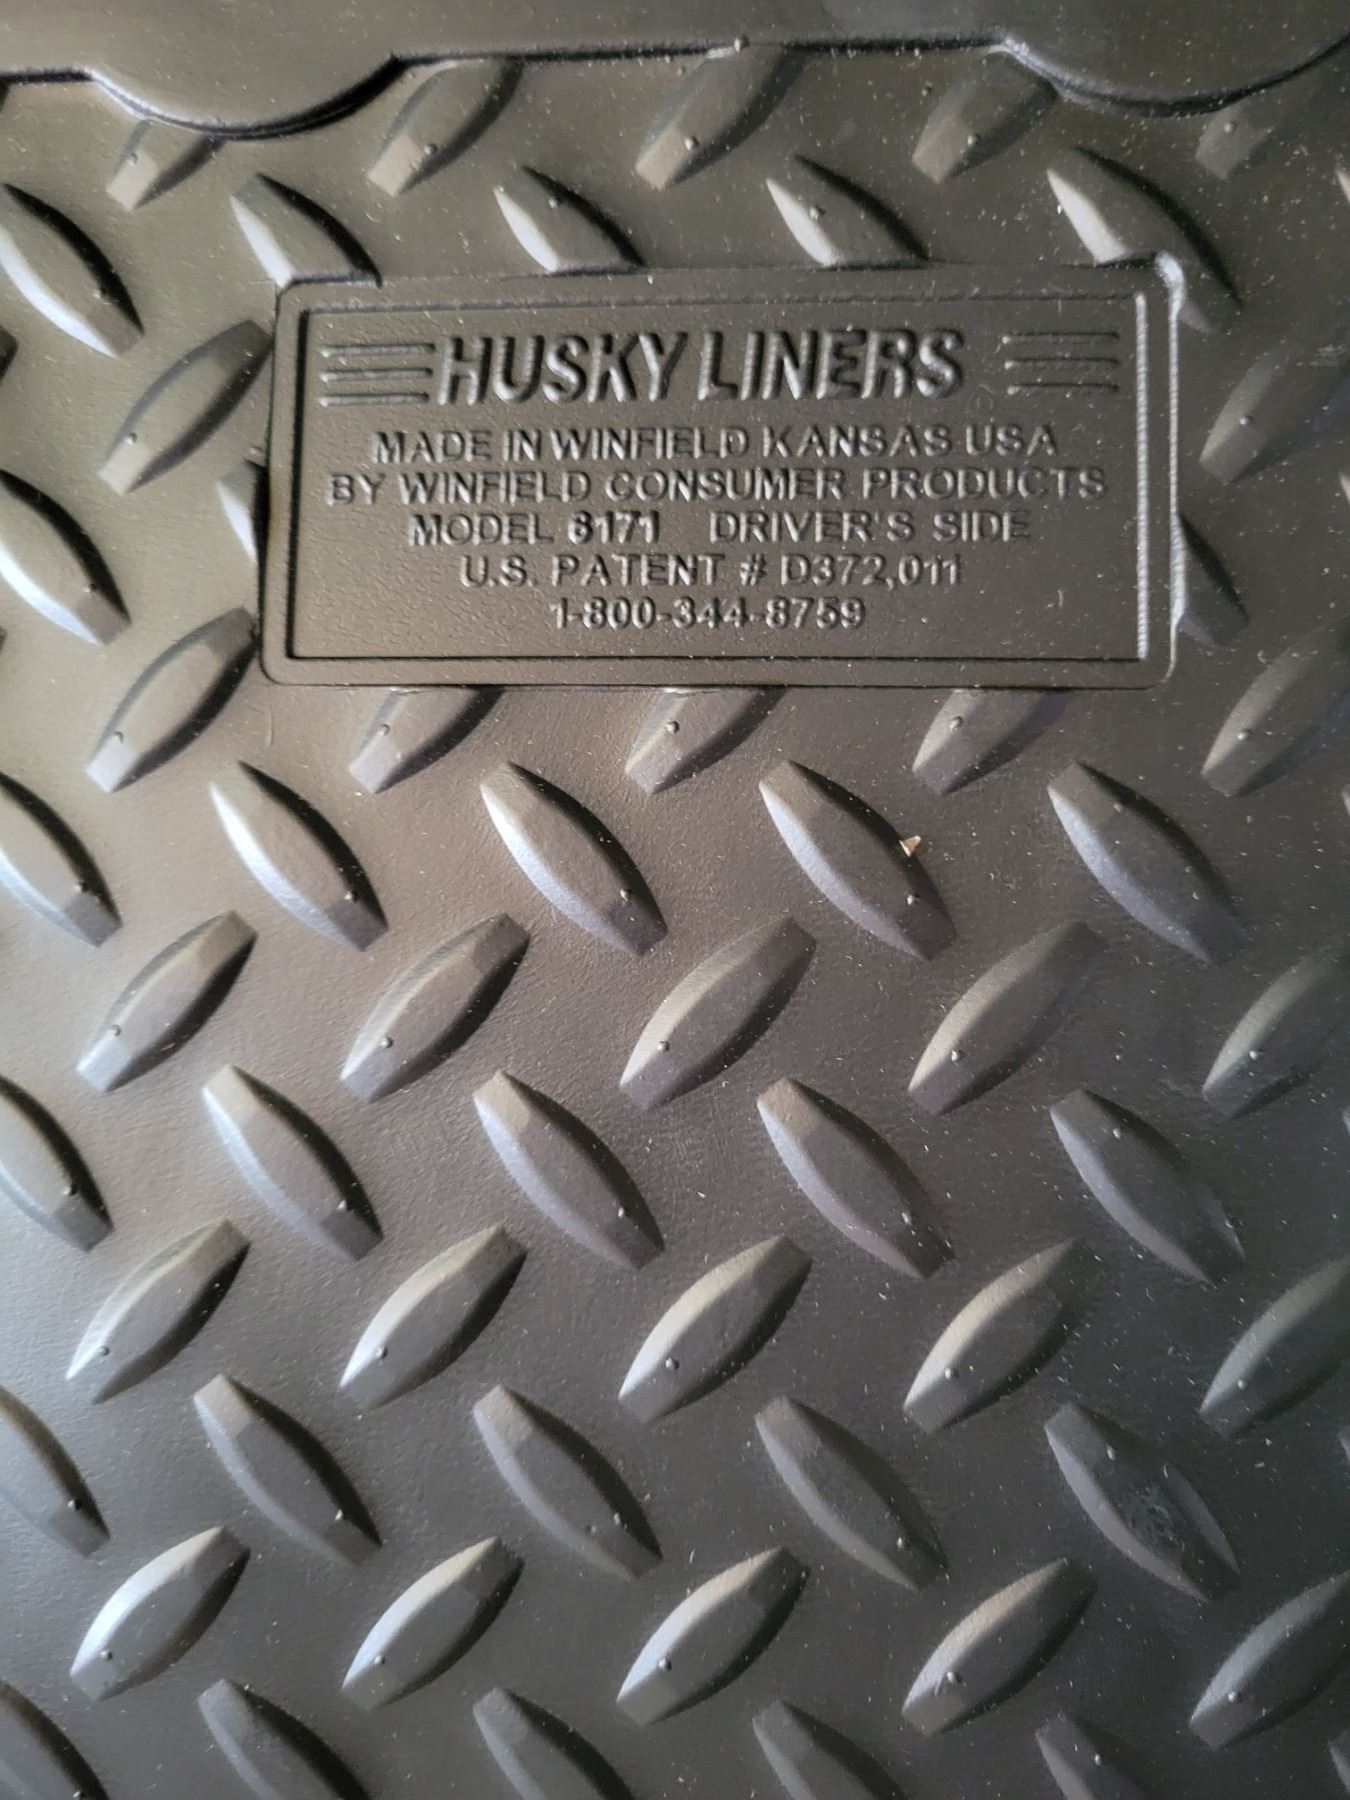 HUSKY LINERS
MADE IN WINFIELD KANSAS USA
BY WINFIELD CONSUMER PRODUCTS
MODEL 6171 DRIVER'S SIDE
U.S. PATENT # D372,011
1-800-344-8759